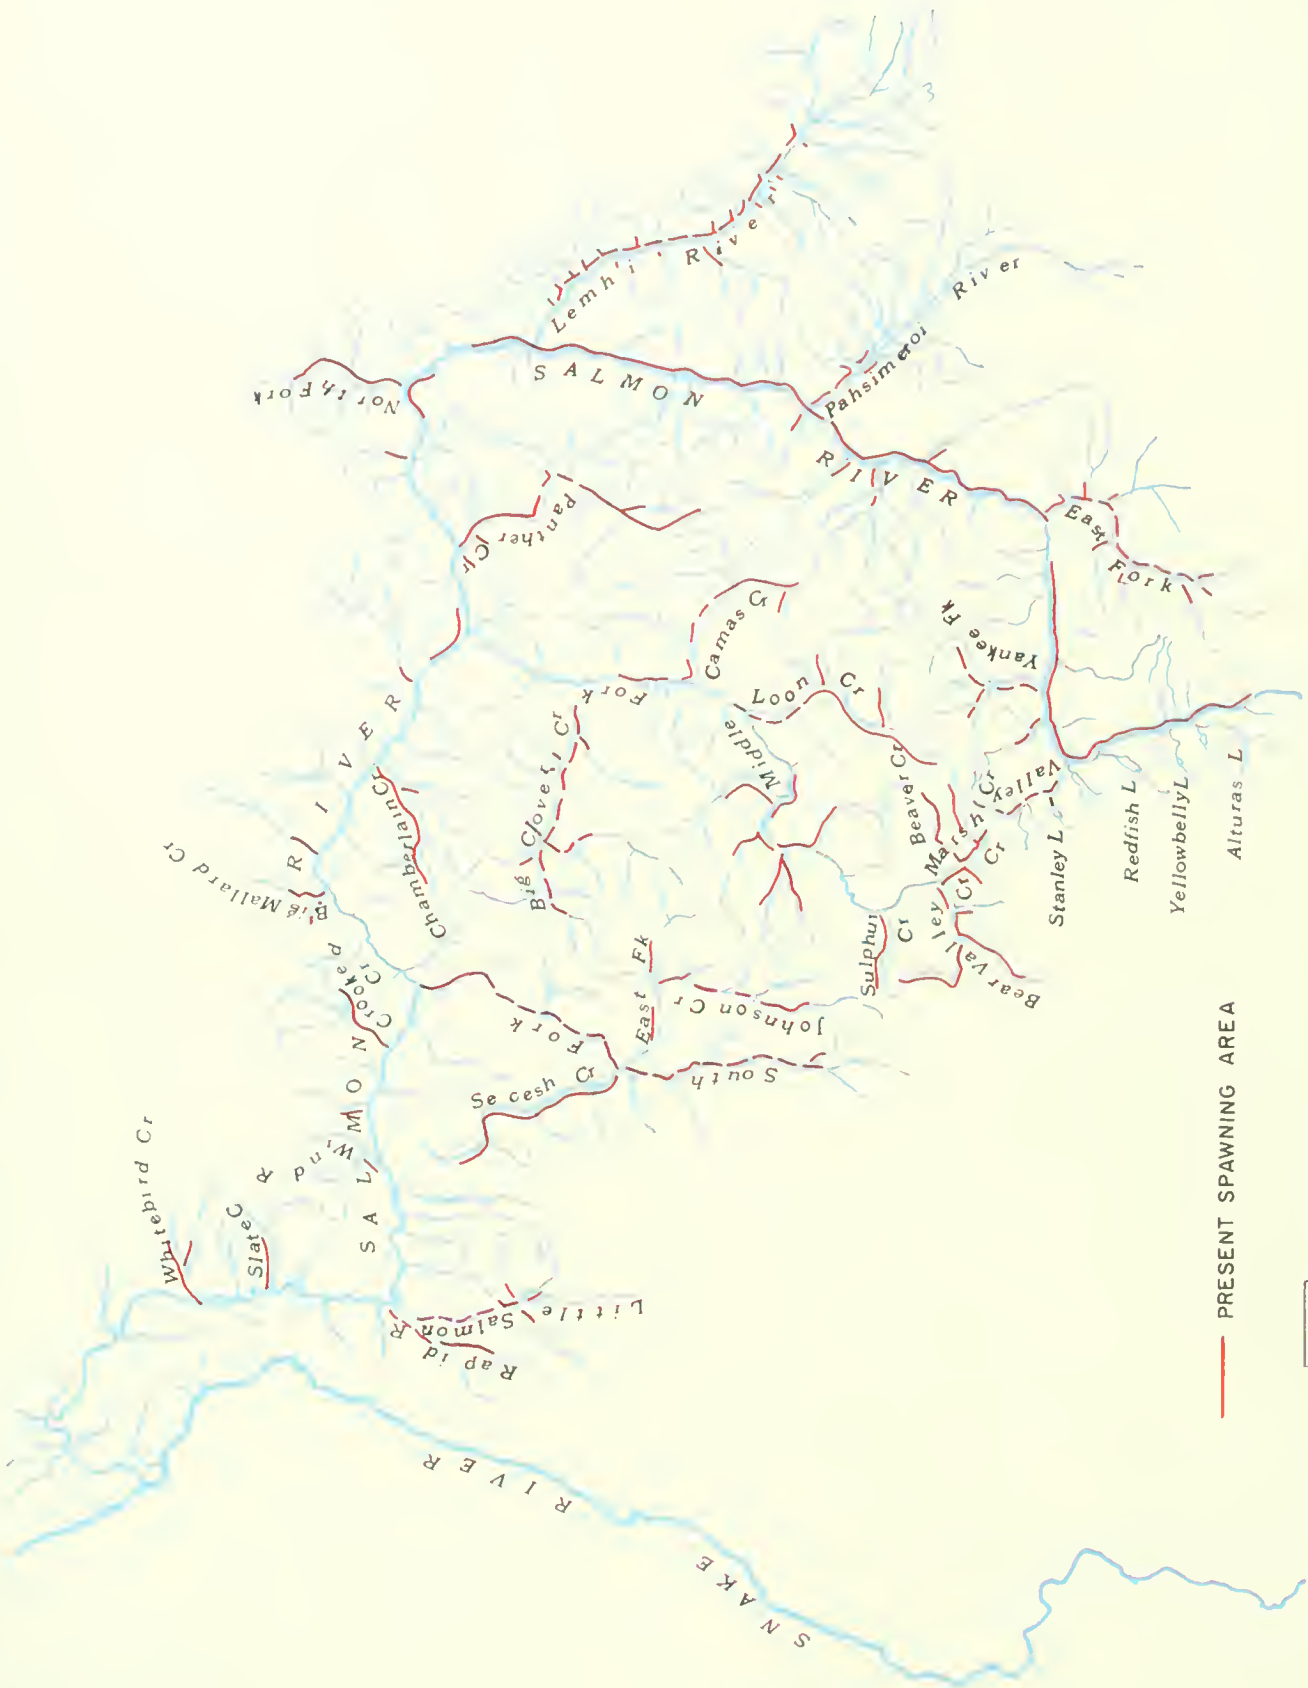 Whitebird Cr
Slate C
R
Wind
SALMON RIVER
Little Salmon R
Rapid R
SNAKE RIVER
Crooked Cr
Big Mallard Cr
Chamberlain Cr
South Fork
Secesh Cr
East Fk
Johnson Cr
Big Clover Cr
Middle Fork
Camas Cr
Loon Cr
Beaver Cr
Marsh Cr
Sulphur Cr
Bear Valley Cr
Valley Cr
Stanley L
Redfish L
Yellowbelly L
Alturas L
Yankee Fk
East Fork
SALMON RIVER
Panther Cr
North Fork
Lemhi River
Pahsimeroi River
PRESENT SPAWNING AREA